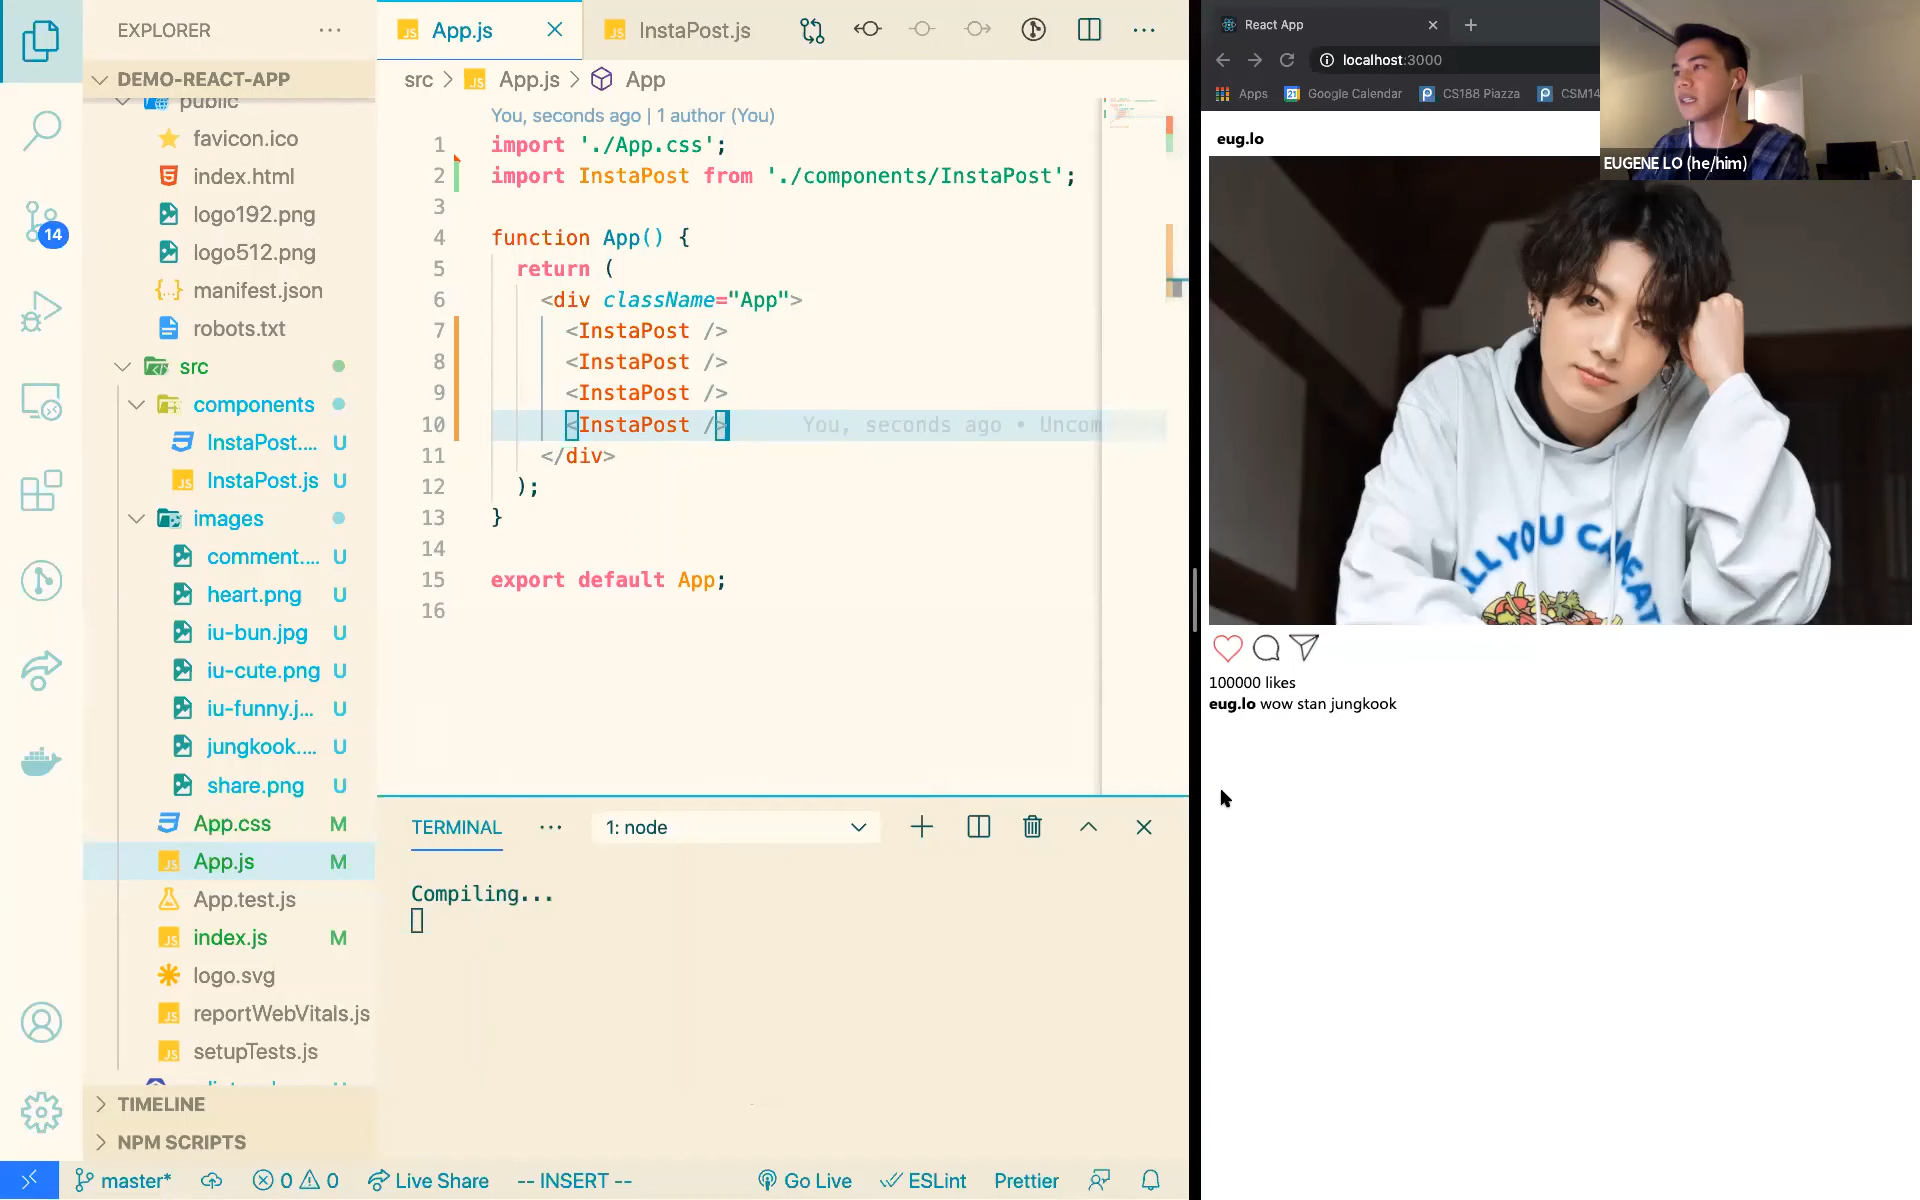 EXPLORER
DEMO-REACT-APP
public
favicon.ico
index.html
logo192.png
logo512.png
manifest.json
robots.txt
src
components
InstaPost.... U
InstaPost.js U
images
comment.... U
heart.png U
iu-bun.jpg U
iu-cute.png U
iu-funny.j... U
jungkook.... U
share.png U
App.css M
App.js M
App.test.js
index.js M
logo.svg
reportWebVitals.js
setupTests.js
TIMELINE
NPM SCRIPTS
14
App.js
InstaPost.js
src > App.js > App
You, seconds ago | 1 author (You)
1 import './App.css';
2 import InstaPost from './components/InstaPost';
3
4 function App() {
5 return (
6 <div className="App">
7 <InstaPost />
8 <InstaPost />
9 <InstaPost />
10 <InstaPost /> You, seconds ago • Uncom
11 </div>
12 );
13 }
14
15 export default App;
16
TERMINAL
1: node
Compiling...
master*
0 0
Live Share
-- INSERT --
Go Live
ESLint
Prettier
React App
localhost:3000
Apps
Google Calendar
CS188 Piazza
CSM14
EUGENE LO (he/him)
eug.lo
ALL YOU CAN EAT
100000 likes
eug.lo wow stan jungkook